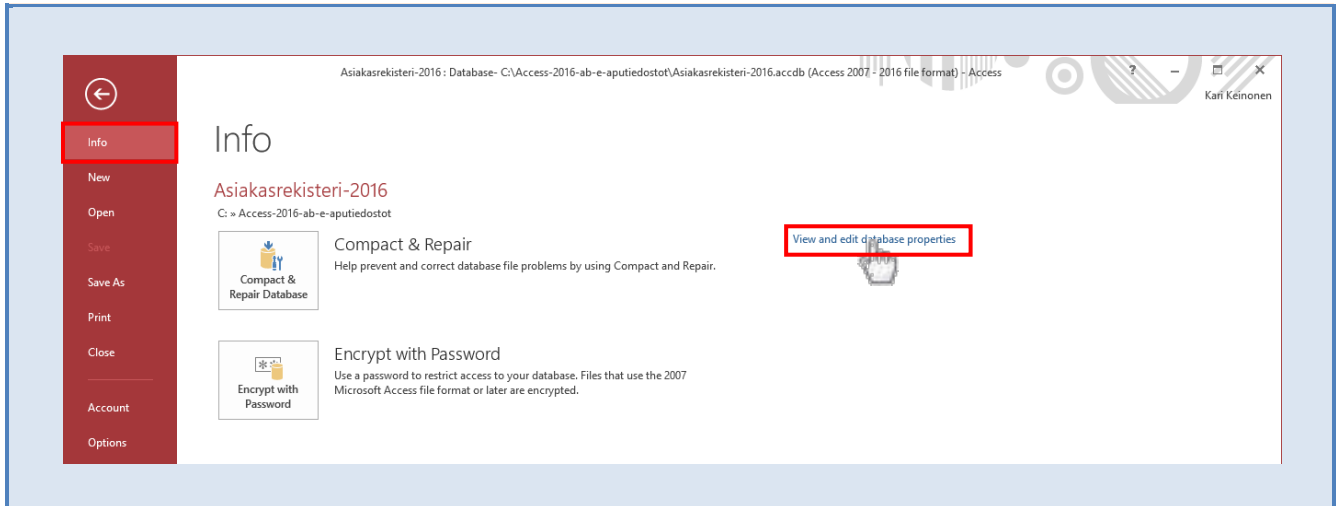 Asiakasrekisteri-2016 : Database- C:\Access-2016-ab-e-aputiedostot\Asiakasrekisteri-2016.accdb (Access 2007 - 2016 file format) - Access
?
Kari Keinonen
Info
New
Open
Save
Save As
Print
Close
Account
Options
Info
Asiakasrekisteri-2016
C: » Access-2016-ab-e-aputiedostot
Compact &
Repair Database
Compact & Repair
Help prevent and correct database file problems by using Compact and Repair.
View and edit database properties
Encrypt with
Password
Encrypt with Password
Use a password to restrict access to your database. Files that use the 2007
Microsoft Access file format or later are encrypted.